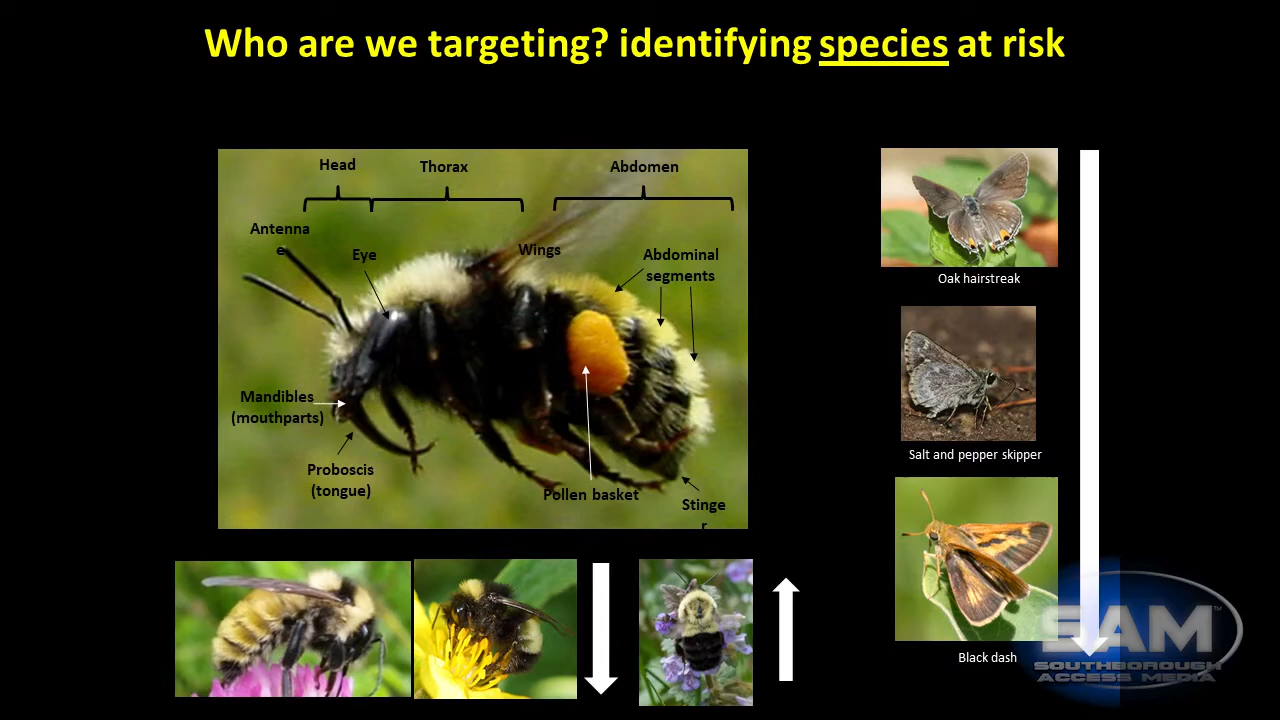 Who are we targeting? identifying species at risk
Head
Thorax
Abdomen
Antenna
e
Eye
Wings
Abdominal
segments
Mandibles
(mouthparts)
Proboscis
(tongue)
Pollen basket
Stinge
r
Oak hairstreak
Salt and pepper skipper
Black dash
SAM™
SOUTHBOROUGH
ACCESS MEDIA